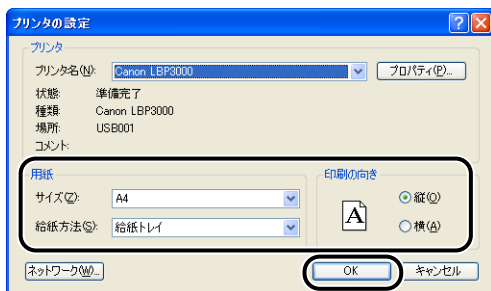 プリンタの設定
プリンタ
プリンタ名(N): Canon LBP3000 プロパティ(P)...
状態: 準備完了
種類: Canon LBP3000
場所: USB001
コメント:
用紙
サイズ(Z): A4
給紙方法(S): 給紙トレイ
印刷の向き
A
縦(O)
横(A)
ネットワーク(W)...
OK
キャンセル